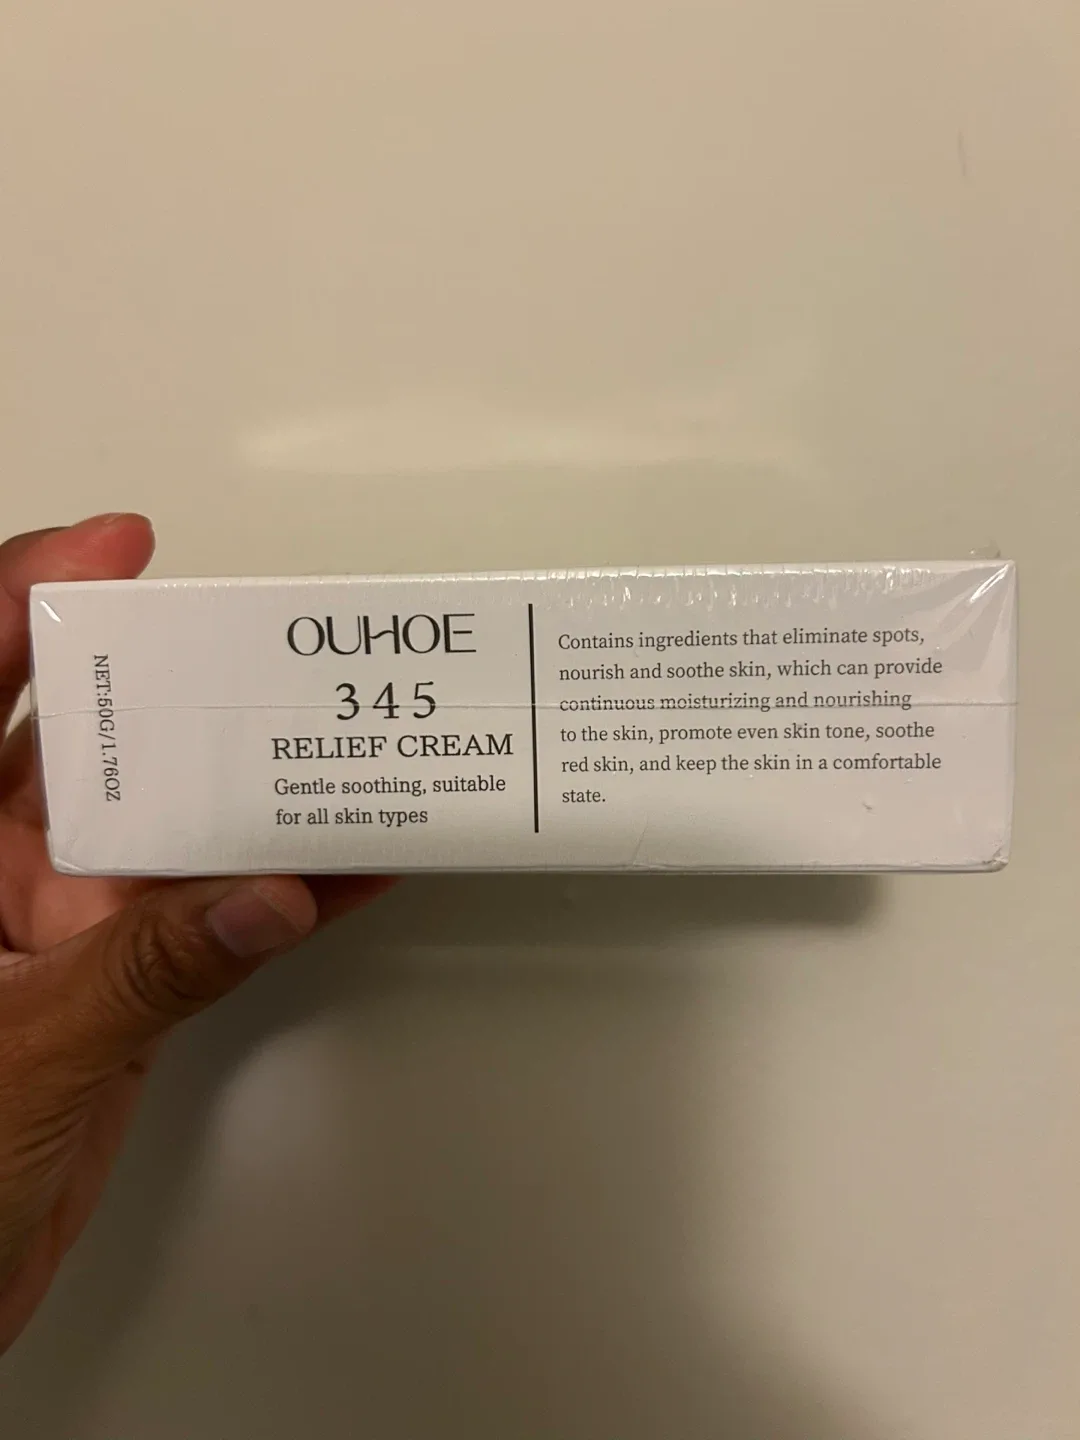 NET:50G/1.76OZ
OUHOE
345
RELIEF CREAM
Gentle soothing, suitable
for all skin types
Contains ingredients that eliminate spots,
nourish and soothe skin, which can provide
continuous moisturizing and nourishing
to the skin, promote even skin tone, soothe
red skin, and keep the skin in a comfortable
state.